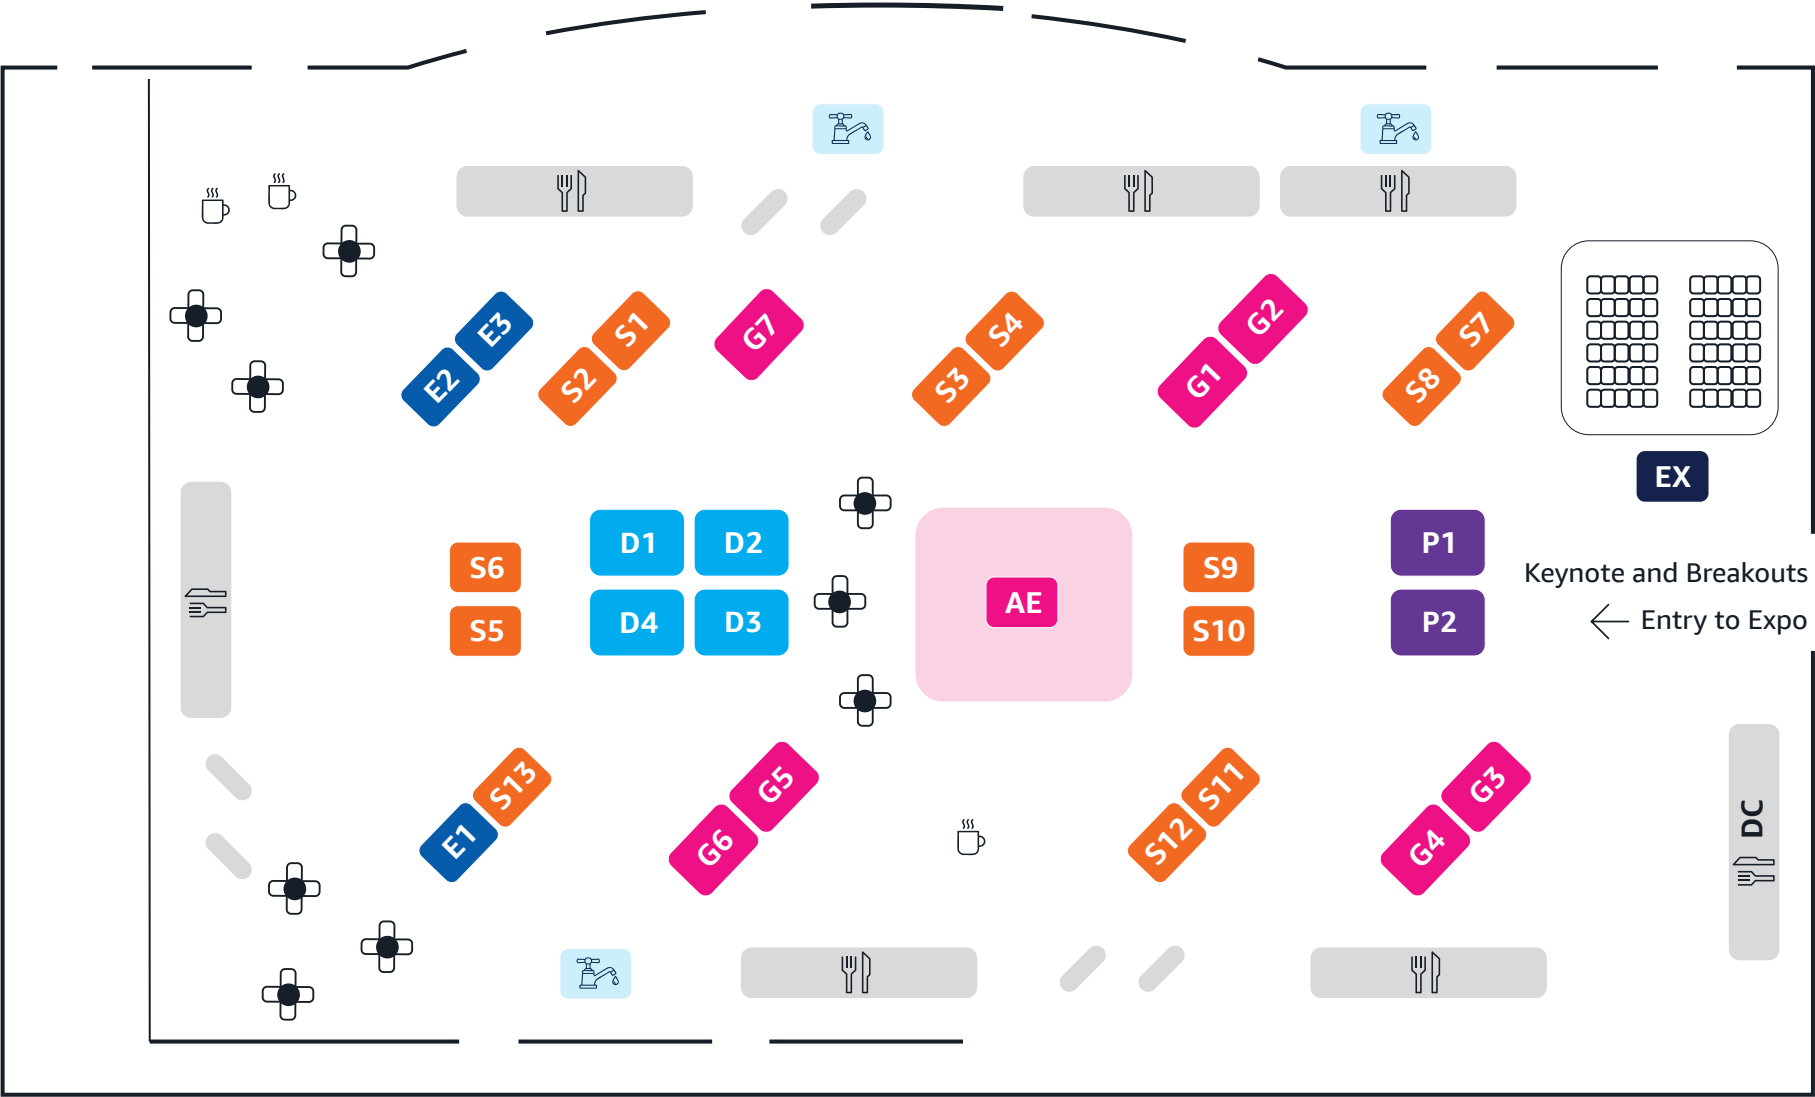 E3
S1
G7
S4
G2
S7
E2
S2
S3
G1
S8
EX
D1
D2
P1
S6
S9
Keynote and Breakouts
AE
D4
D3
P2
Entry to Expo
S5
S10
S13
G5
S11
G3
E1
G6
S12
G4
DC